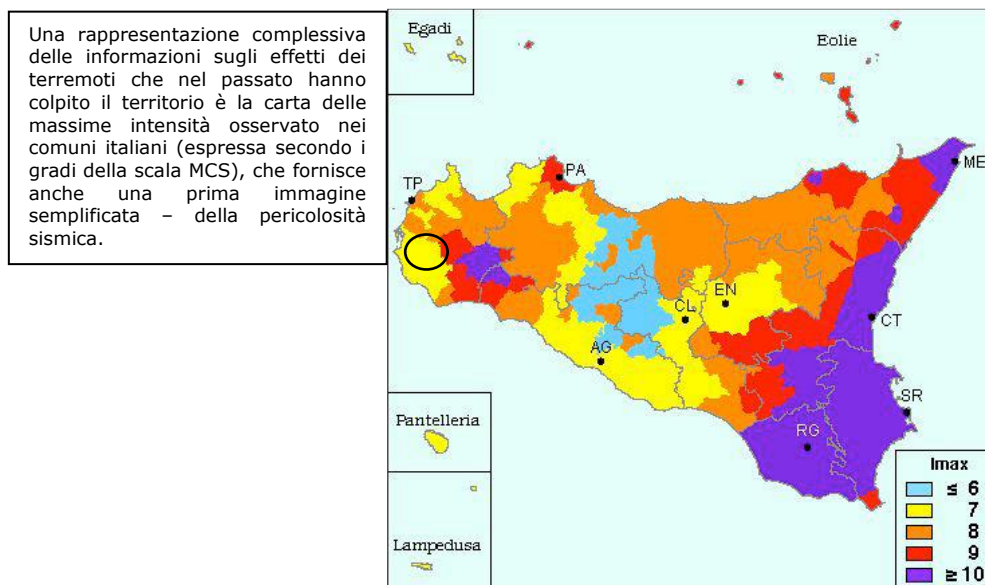 Una rappresentazione complessiva
delle informazioni sugli effetti dei
terremoti che nel passato hanno
colpito il territorio è la carta delle
massime intensità osservato nei
comuni italiani (espressa secondo i
gradi della scala MCS), che fornisce
anche una prima immagine
semplificata – della pericolosità
sismica.
Egadi
Eolie
PA
ME
TP
EN
CL
CT
AG
SR
RG
Pantelleria
Lampedusa
Imax
≤ 6
7
8
9
≥ 10